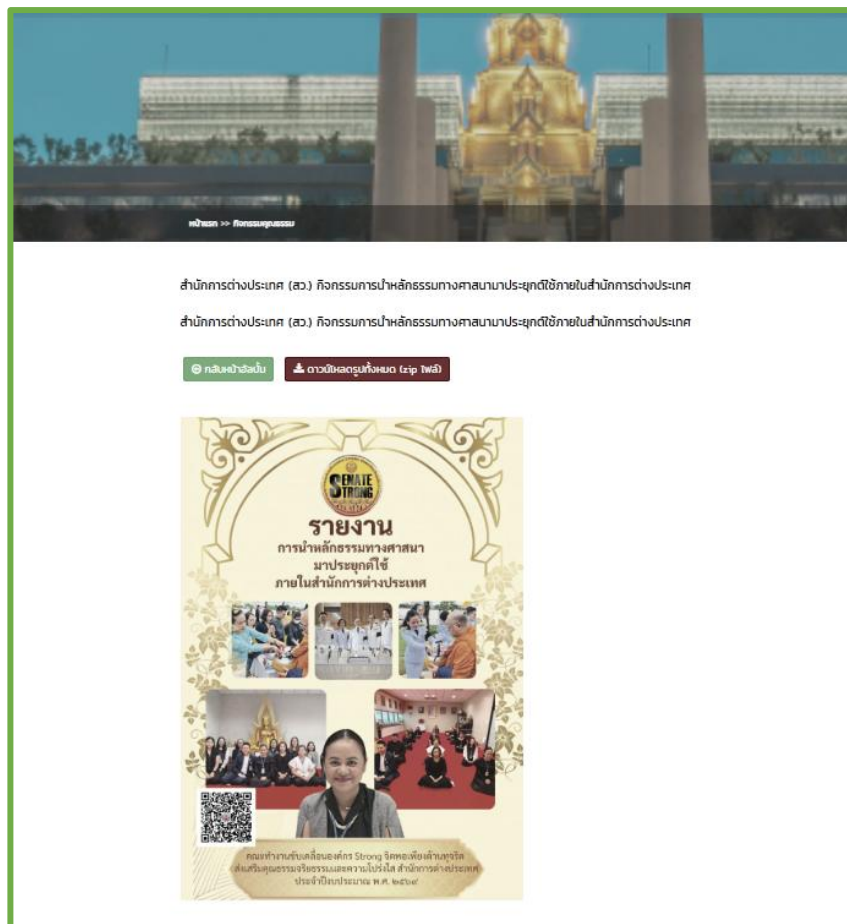 หน้าแรก >> กิจกรรมคุณธรรม
สำนักการต่างประเทศ (สว.) กิจกรรมการนำหลักธรรมทางศาสนามาประยุกต์ใช้ภายในสำนักการต่างประเทศ
สำนักการต่างประเทศ (สว.) กิจกรรมการนำหลักธรรมทางศาสนามาประยุกต์ใช้ภายในสำนักการต่างประเทศ
กลับหน้าอัลบั้ม
ดาวน์โหลดรูปทั้งหมด (zip ไฟล์)
SENATE
STRONG
รายงาน
การนำหลักธรรมทางศาสนา
มาประยุกต์ใช้
ภายในสำนักการต่างประเทศ
คณะทำงานขับเคลื่อนองค์กร Strong จิตพอเพียงต้านทุจริต
ส่งเสริมคุณธรรมจริยธรรมและความโปร่งใส สำนักการต่างประเทศ
ประจำปีงบประมาณ พ.ศ.